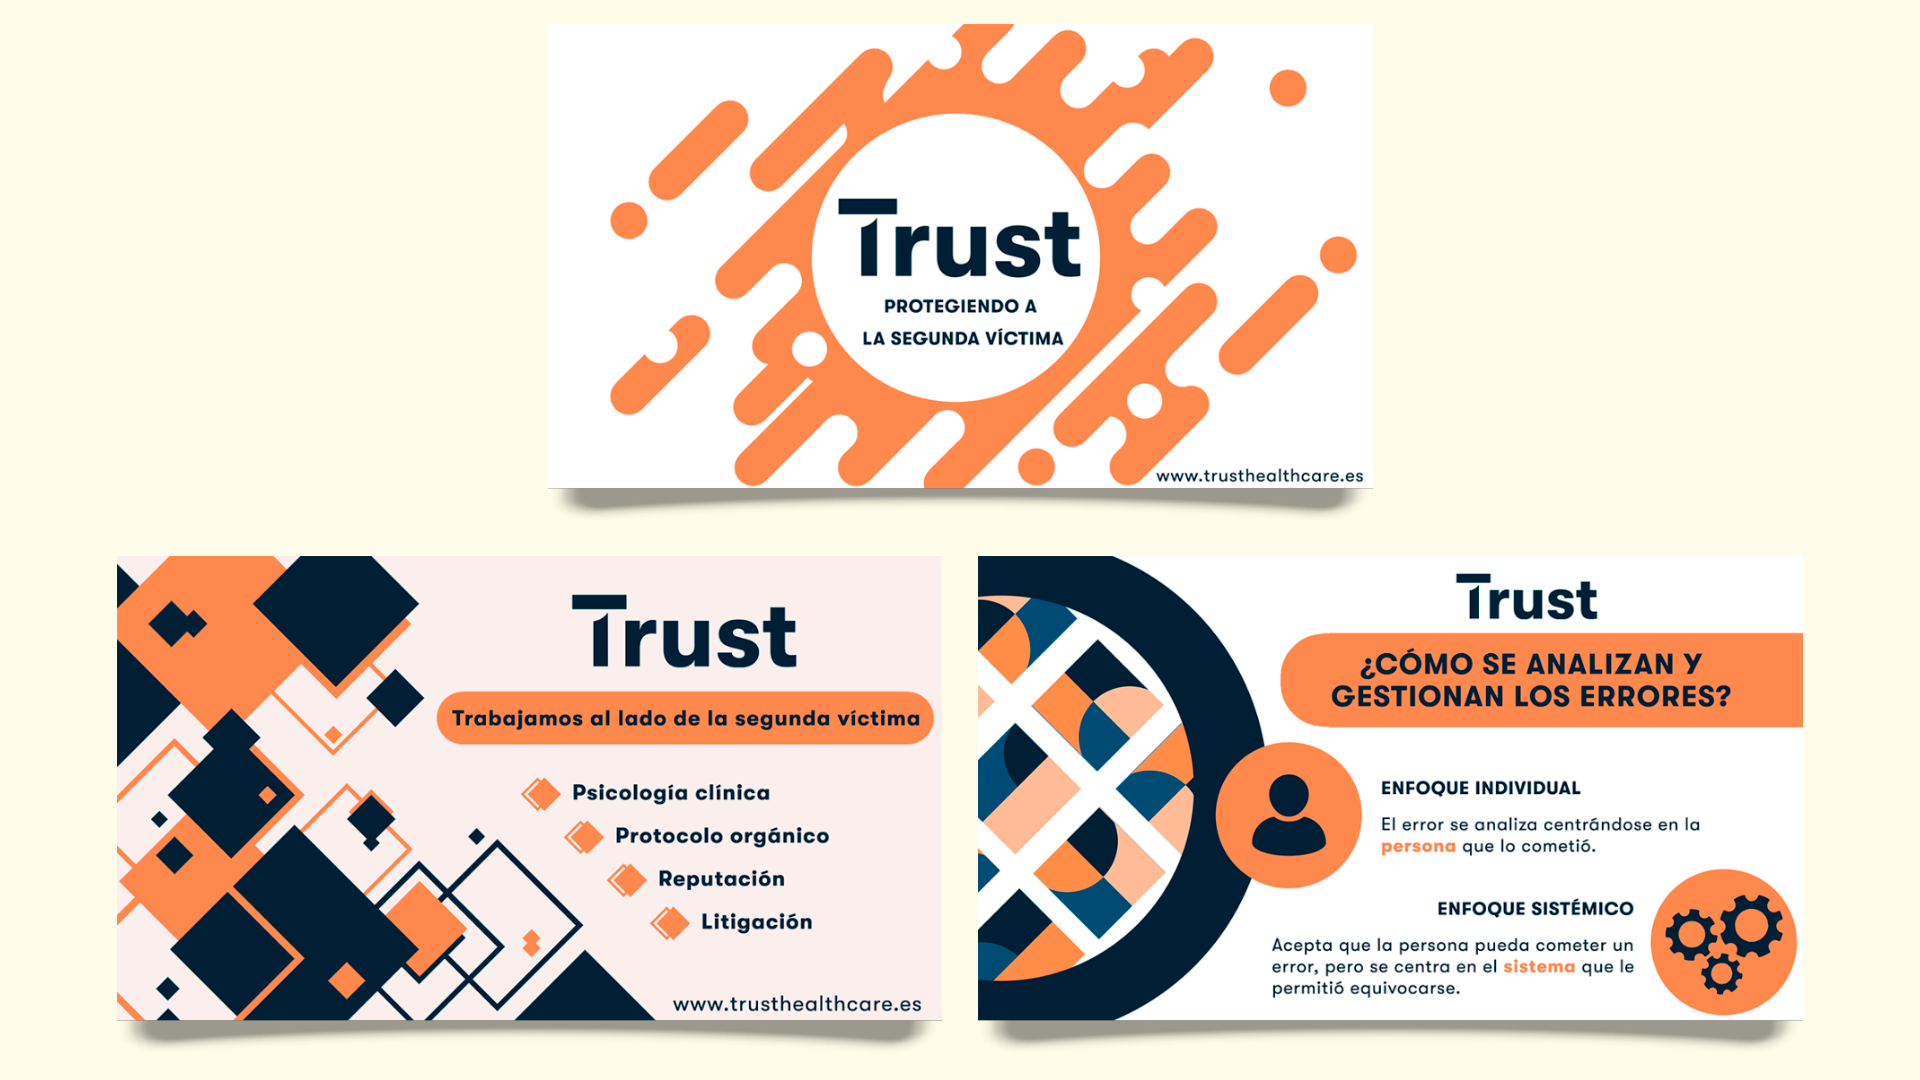 Trust
PROTEGIENDO A
LA SEGUNDA VÍCTIMA
www.trusthealthcare.es
Trust
Trabajamos al lado de la segunda víctima
Psicología clínica
Protocolo orgánico
Reputación
Litigación
www.trusthealthcare.es
Trust
¿CÓMO SE ANALIZAN Y
GESTIONAN LOS ERRORES?
ENFOQUE INDIVIDUAL
El error se analiza centrándose en la
persona que lo cometió.
ENFOQUE SISTÉMICO
Acepta que la persona pueda cometer un
error, pero se centra en el sistema que le
permitió equivocarse.